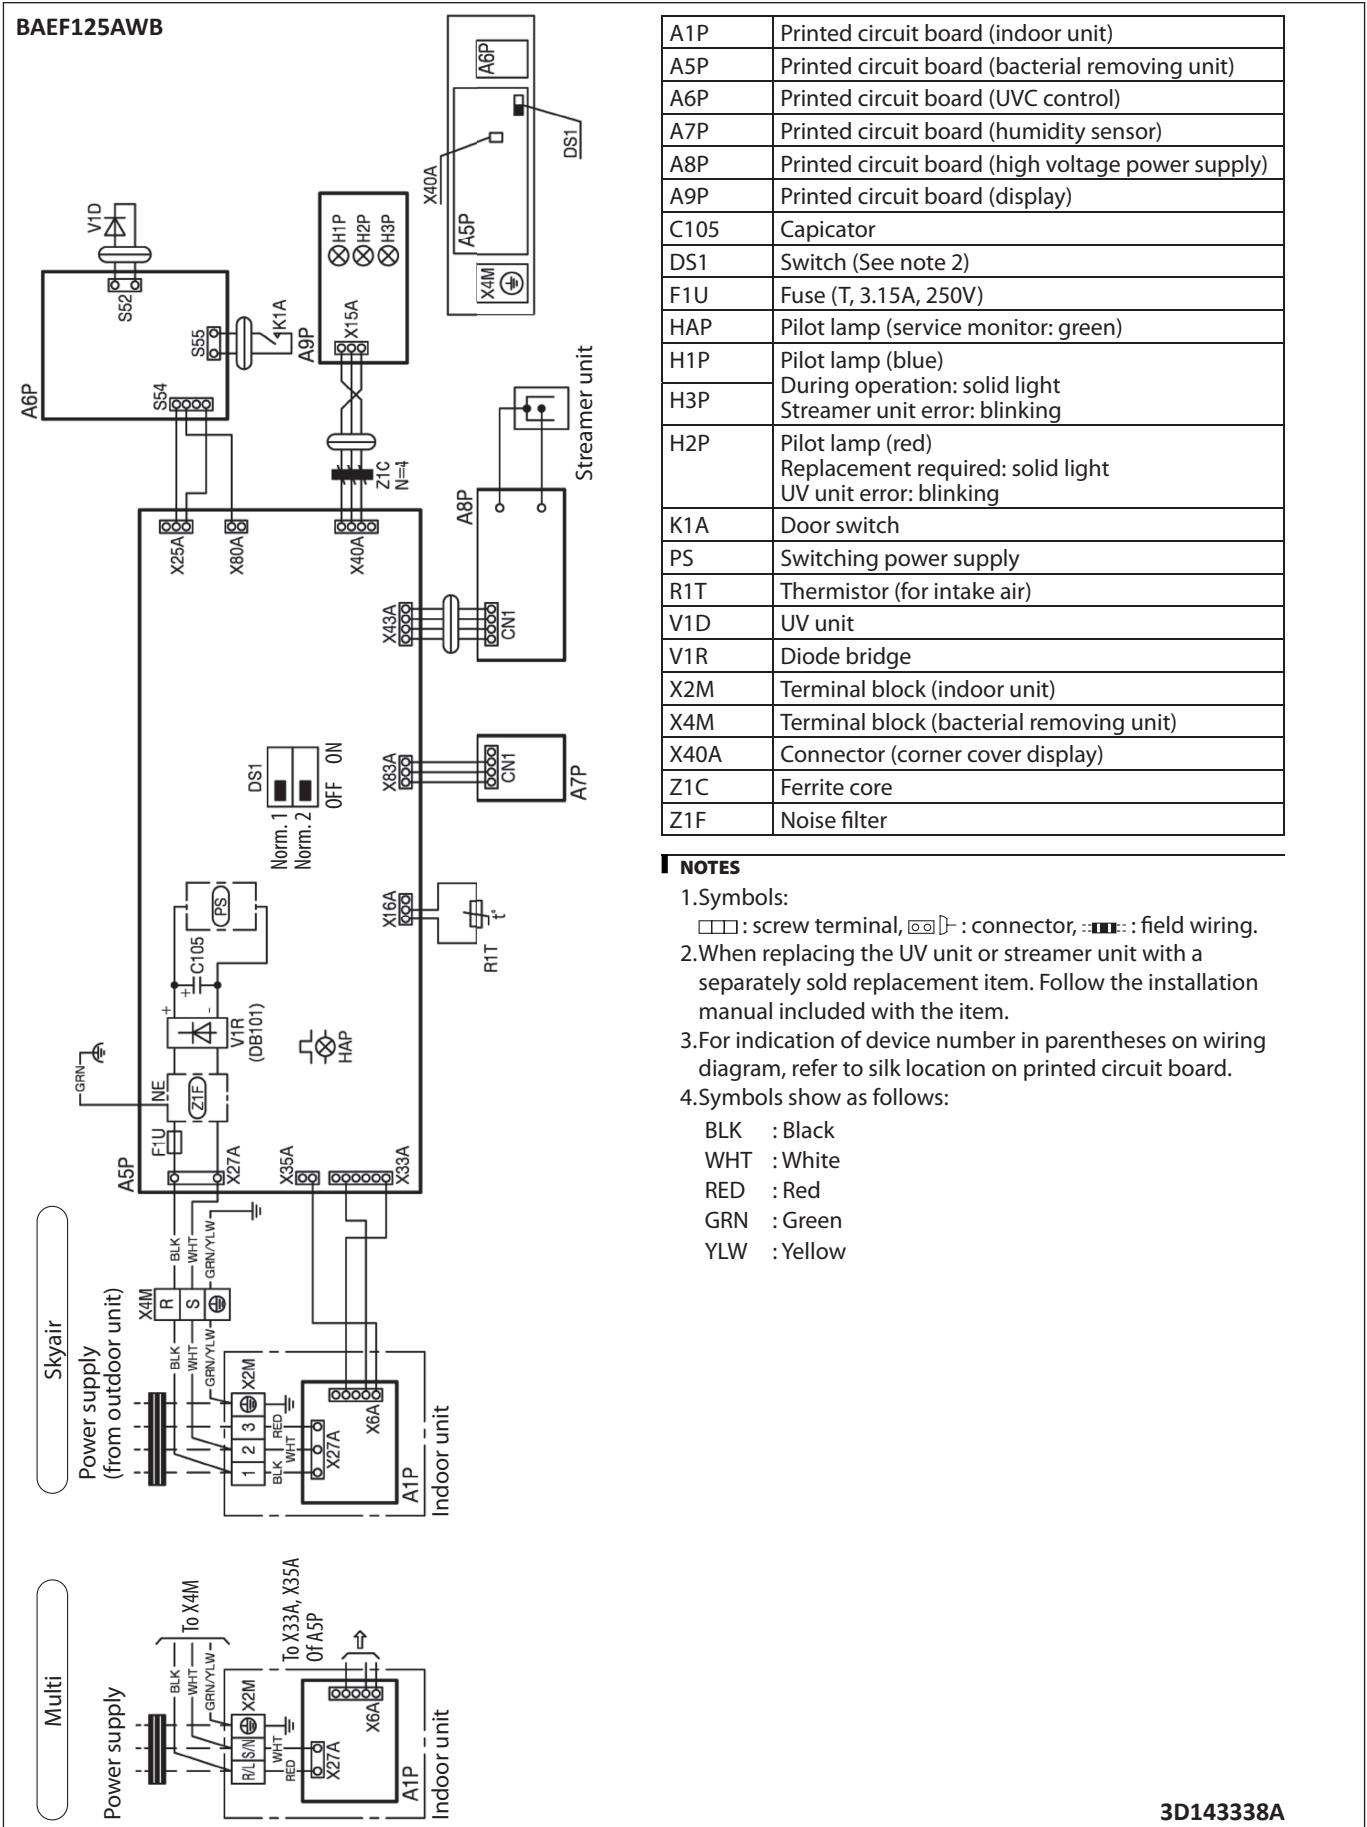 BAEF125AWB
A6P
DS1
X40A
A5P
X4M
V1D
S52
S55
K1A
S54
A6P
H1P
H2P
H3P
X15A
A9P
Z1C
N=4
Streamer unit
A8P
CN1
X25A
X80A
X40A
X43A
DS1
Norm. 1
Norm. 2
OFF ON
X83A
CN1
A7P
X16A
R1T
t°
PS
C105
+
+
-
V1R
(DB101)
HAP
GRN
NE
Z1F
F1U
X27A
A5P
X35A
X33A
Skyair
Power supply
(from outdoor unit)
BLK
WHT
GRN/YLW
X4M
R
S
BLK
WHT
GRN/YLW
X2M
1
2
3
BLK
WHT
RED
X27A
X6A
A1P
Indoor unit
Multi
Power supply
To X4M
BLK
WHT
GRN/YLW
X2M
R/L
S/N
RED
WHT
X27A
X6A
To X33A, X35A
Of A5P
A1P
Indoor unit
A1P Printed circuit board (indoor unit)
A5P Printed circuit board (bacterial removing unit)
A6P Printed circuit board (UVC control)
A7P Printed circuit board (humidity sensor)
A8P Printed circuit board (high voltage power supply)
A9P Printed circuit board (display)
C105 Capicator
DS1 Switch (See note 2)
F1U Fuse (T, 3.15A, 250V)
HAP Pilot lamp (service monitor: green)
H1P Pilot lamp (blue)
During operation: solid light
H3P Streamer unit error: blinking
H2P Pilot lamp (red)
Replacement required: solid light
UV unit error: blinking
K1A Door switch
PS Switching power supply
R1T Thermistor (for intake air)
V1D UV unit
V1R Diode bridge
X2M Terminal block (indoor unit)
X4M Terminal block (bacterial removing unit)
X40A Connector (corner cover display)
Z1C Ferrite core
Z1F Noise filter
NOTES
1.Symbols:
: screw terminal, : connector, : field wiring.
2.When replacing the UV unit or streamer unit with a
separately sold replacement item. Follow the installation
manual included with the item.
3.For indication of device number in parentheses on wiring
diagram, refer to silk location on printed circuit board.
4.Symbols show as follows:
BLK : Black
WHT : White
RED : Red
GRN : Green
YLW : Yellow
3D143338A